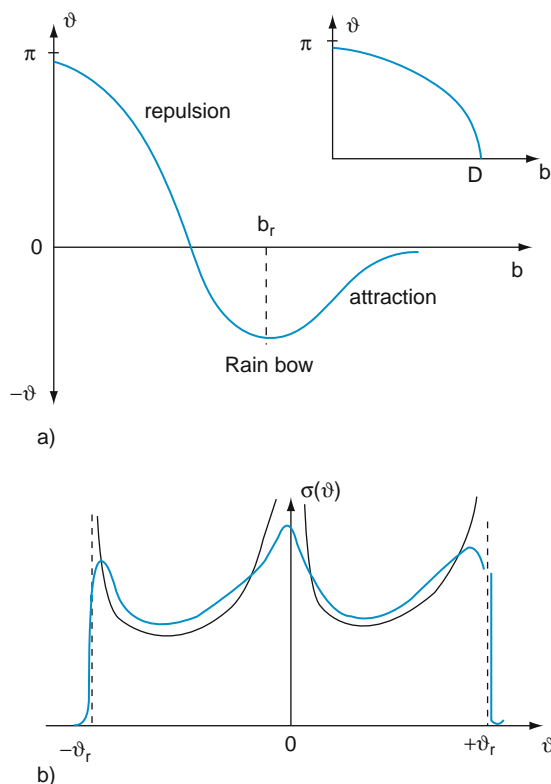 ϑ
π
repulsion
0
b_r
b
attraction
Rain bow
−ϑ
a)
ϑ
π
D
b
σ(ϑ)
−ϑ_r
0
+ϑ_r
ϑ
b)